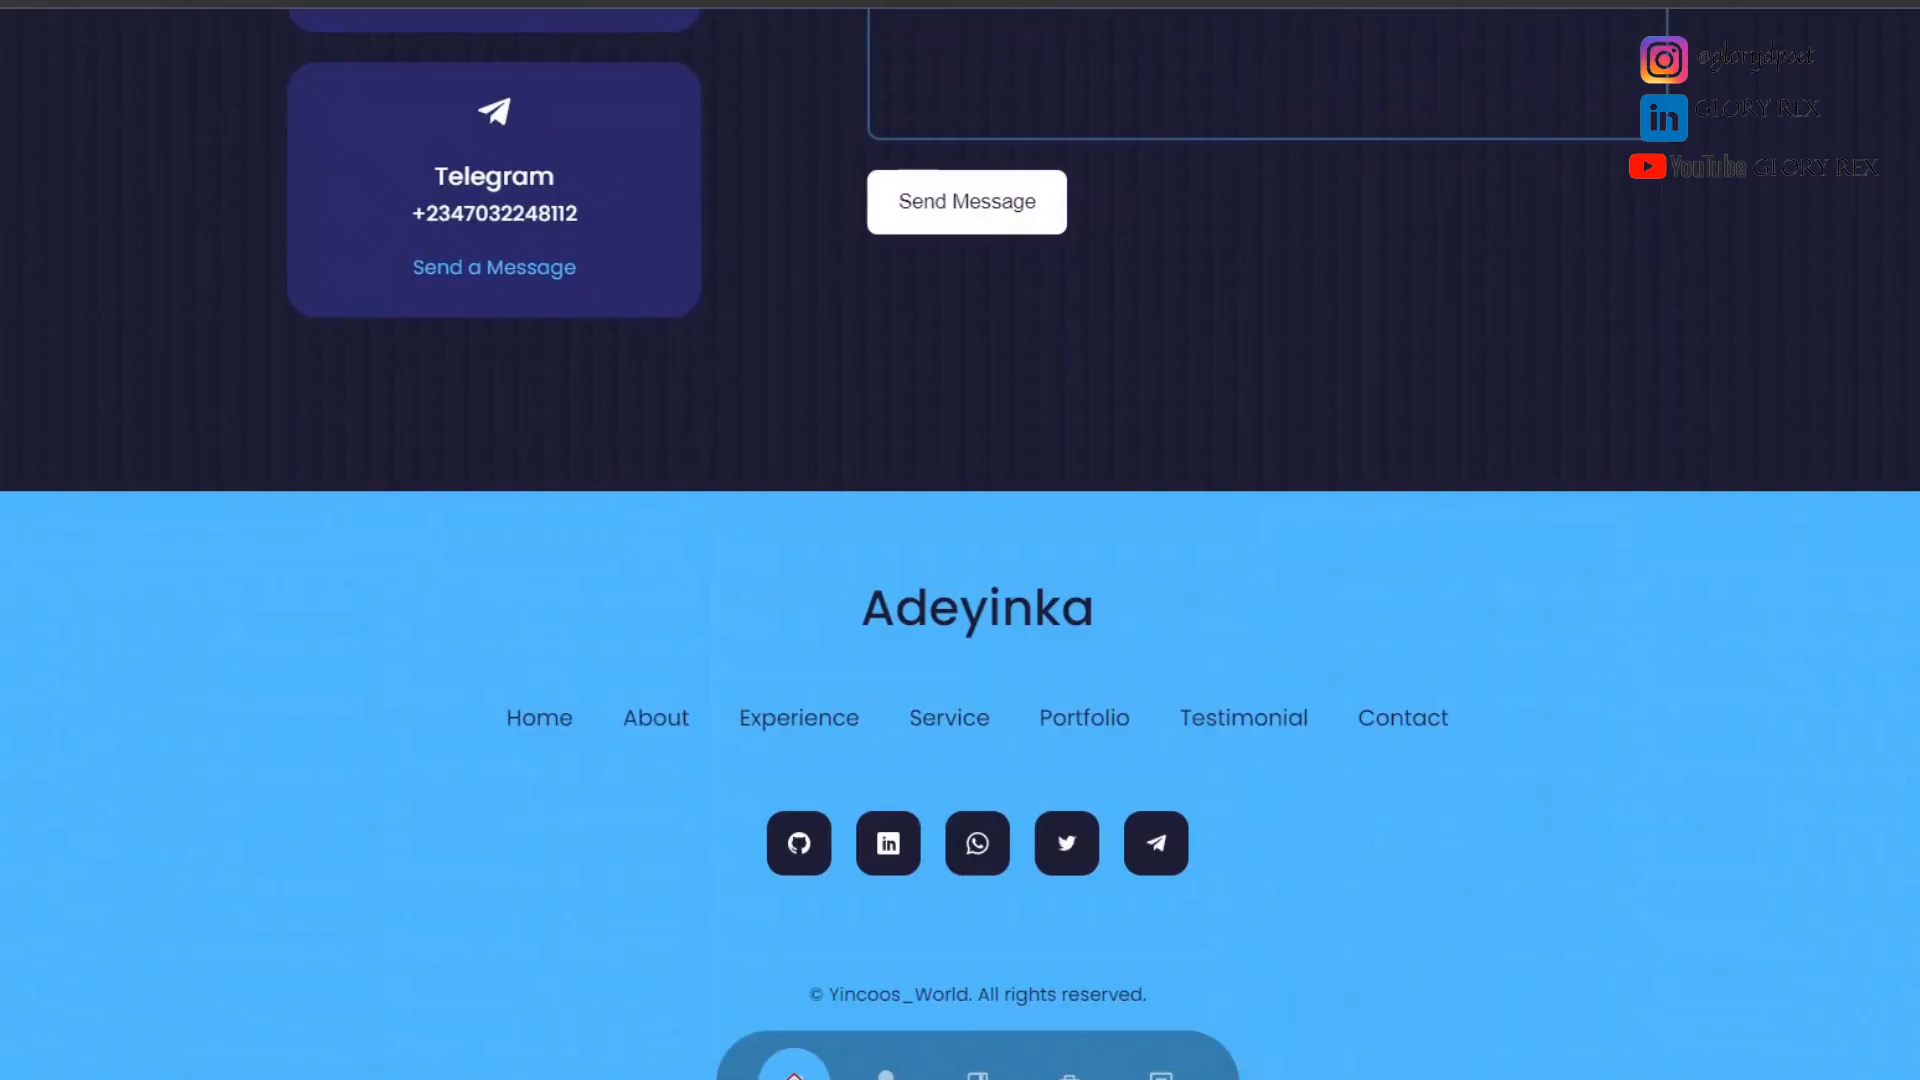 @glorydpoet
GLORY REX
YouTube GLORY REX
Telegram
+2347032248112
Send a Message
Send Message
Adeyinka
Home About Experience Service Portfolio Testimonial Contact
© Yincoos_World. All rights reserved.